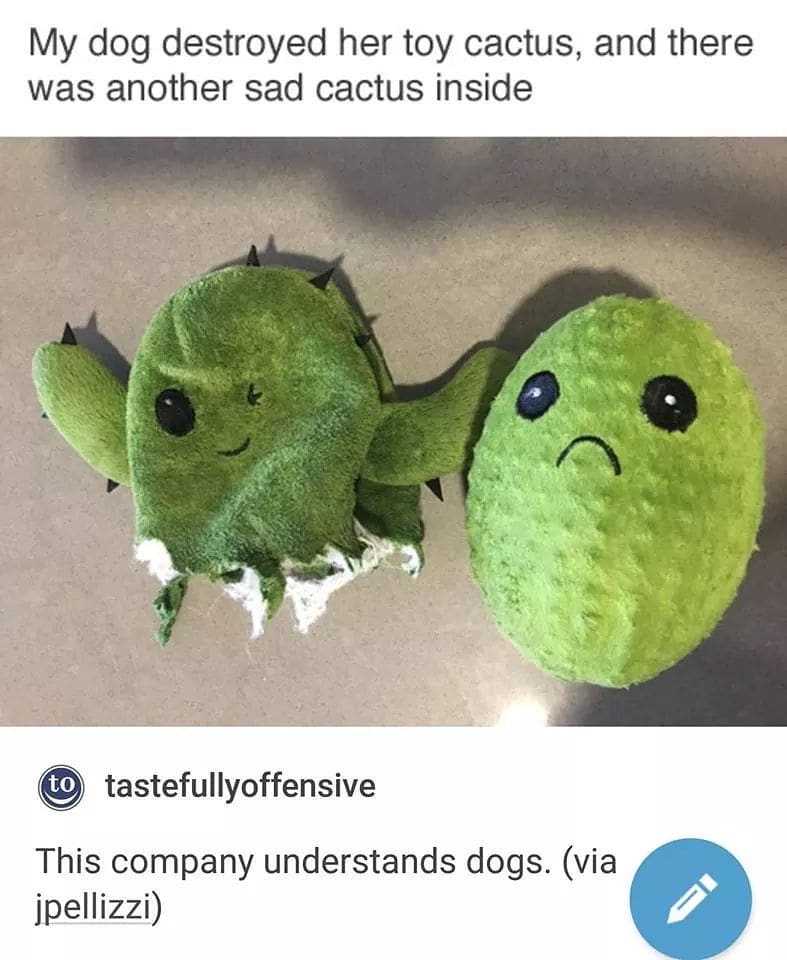 My dog destroyed her toy cactus, and there
was another sad cactus inside
to
tastefullyoffensive
This company understands dogs. (via
jpellizzi)